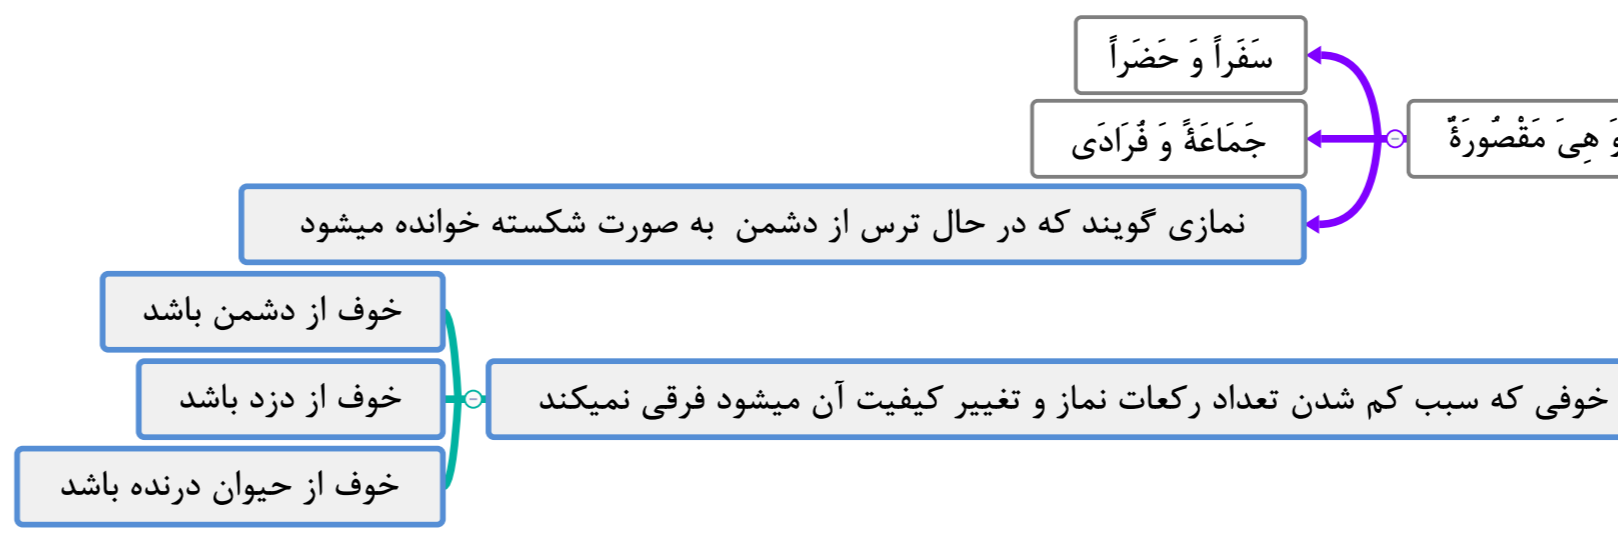 سَفَراً وَ حَضَراً
وَ هِیَ مَقْصُورَةٌ
جَمَاعَةً وَ فُرَادَی
نمازی گویند که در حال ترس از دشمن به صورت شکسته خوانده میشود
خوفی که سبب کم شدن تعداد رکعات نماز و تغییر کیفیت آن میشود فرقی نمیکند
خوف از دشمن باشد
خوف از دزد باشد
خوف از حیوان درنده باشد